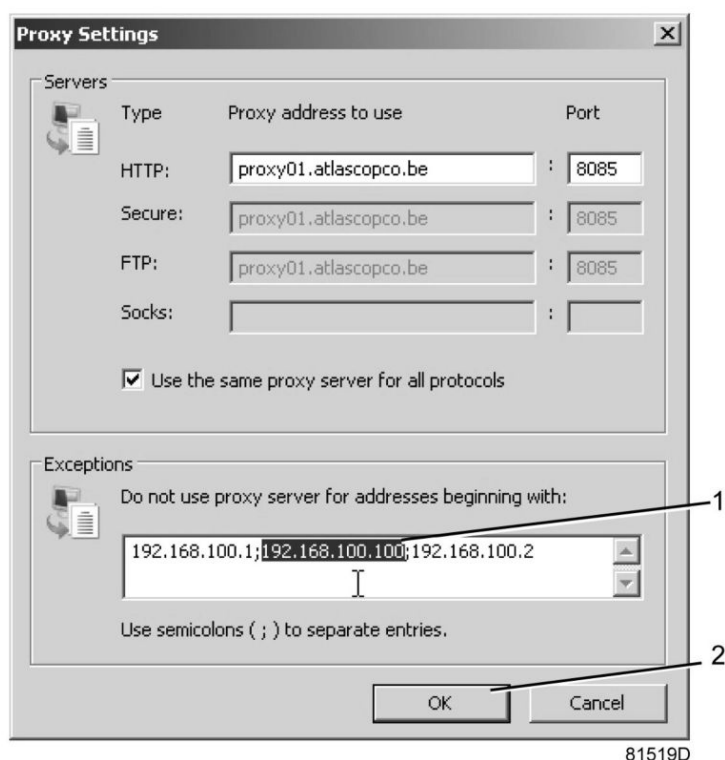 Proxy Settings
Servers
Type Proxy address to use Port
HTTP: proxy01.atlascopco.be : 8085
Secure: proxy01.atlascopco.be : 8085
FTP: proxy01.atlascopco.be : 8085
Socks: :
Use the same proxy server for all protocols
Exceptions
Do not use proxy server for addresses beginning with:
1
192.168.100.1;192.168.100.100;192.168.100.2
Use semicolons ( ; ) to separate entries.
2
OK Cancel
81519D